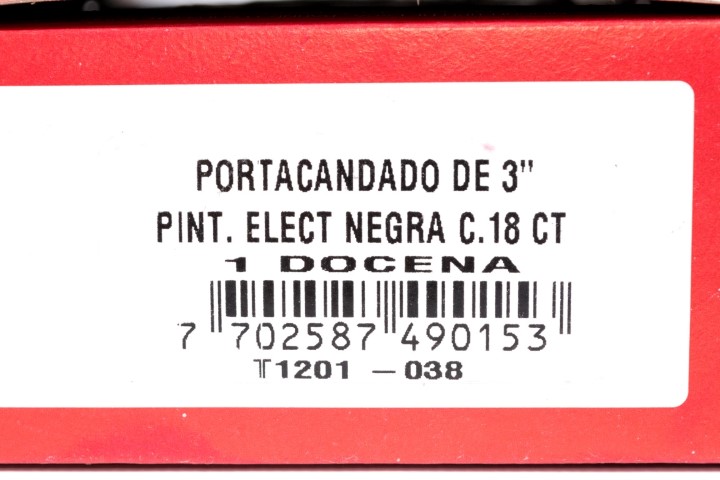 PORTACANDADO DE 3"
PINT. ELECT NEGRA C.18 CT
1 DOCENA
7 702587 490153
T1201 - 038